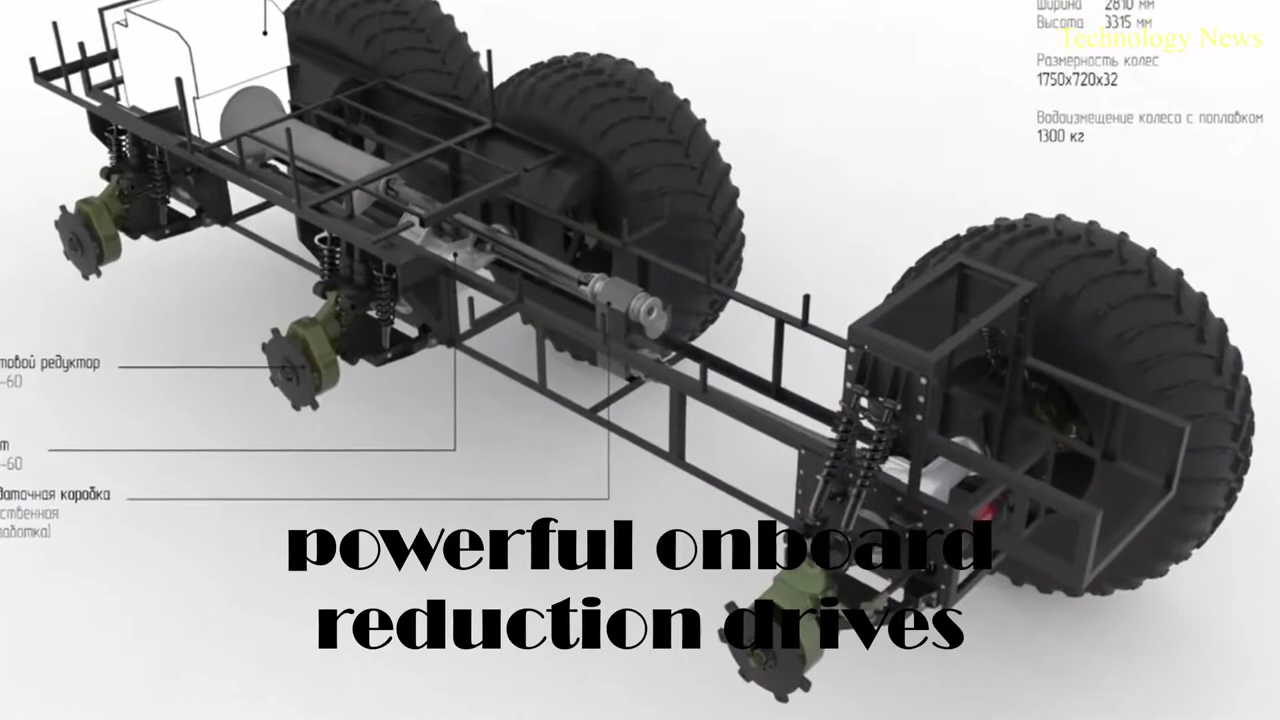 Ширина 2810 мм
Высота 3315 мм
Technology News
Размерность колес
1750х720х32
Водоизмещение колеса с поплавком
1300 кг
товой редуктор
-60
т
-60
даточная коробка
ственная
работка)
powerful onboard
reduction drives